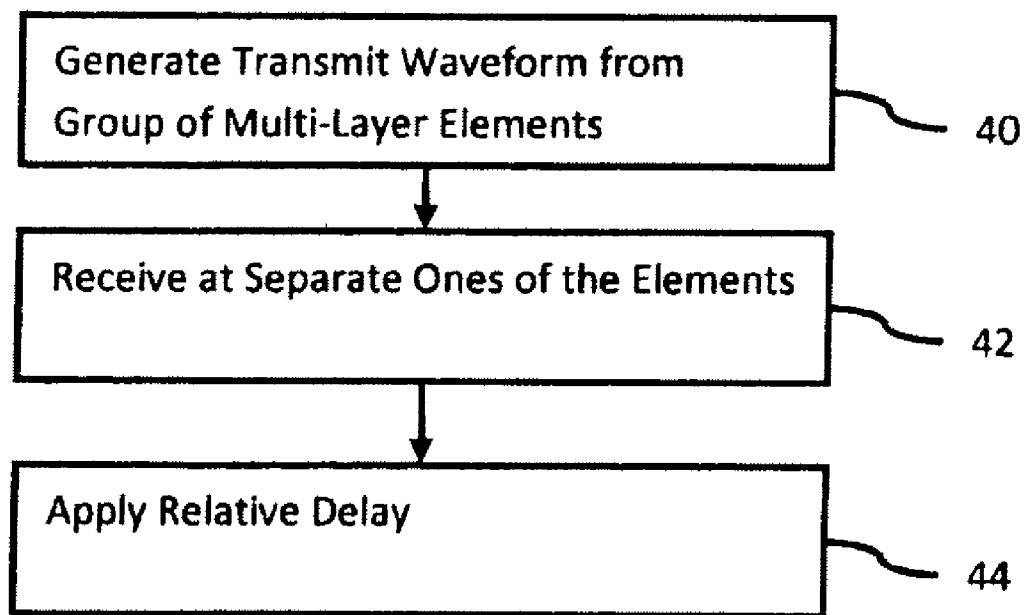 Generate Transmit Waveform from
Group of Multi-Layer Elements
40
Receive at Separate Ones of the Elements
42
Apply Relative Delay
44